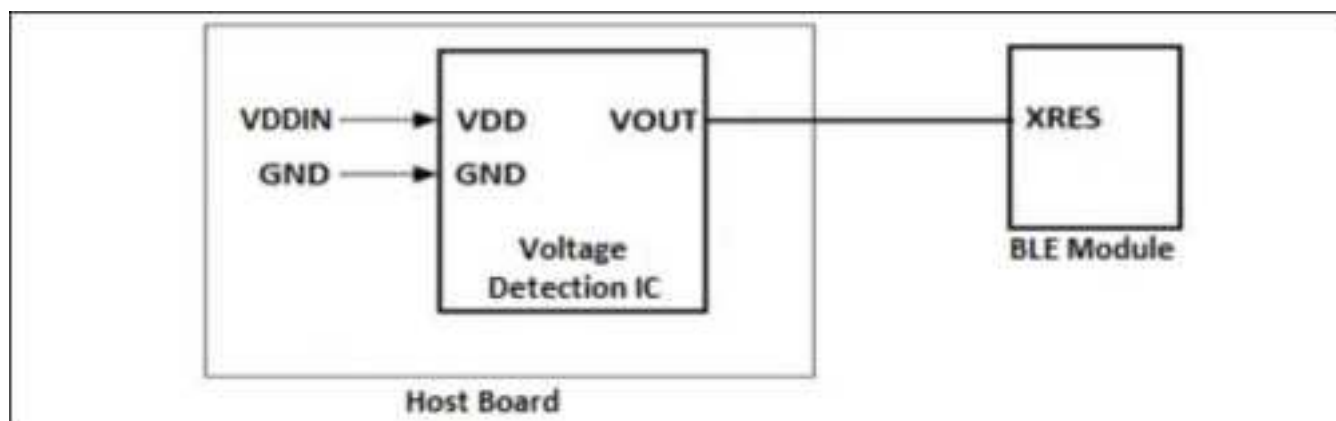 VDDIN VDD VOUT XRES
GND GND
Voltage
Detection IC
BLE Module
Host Board